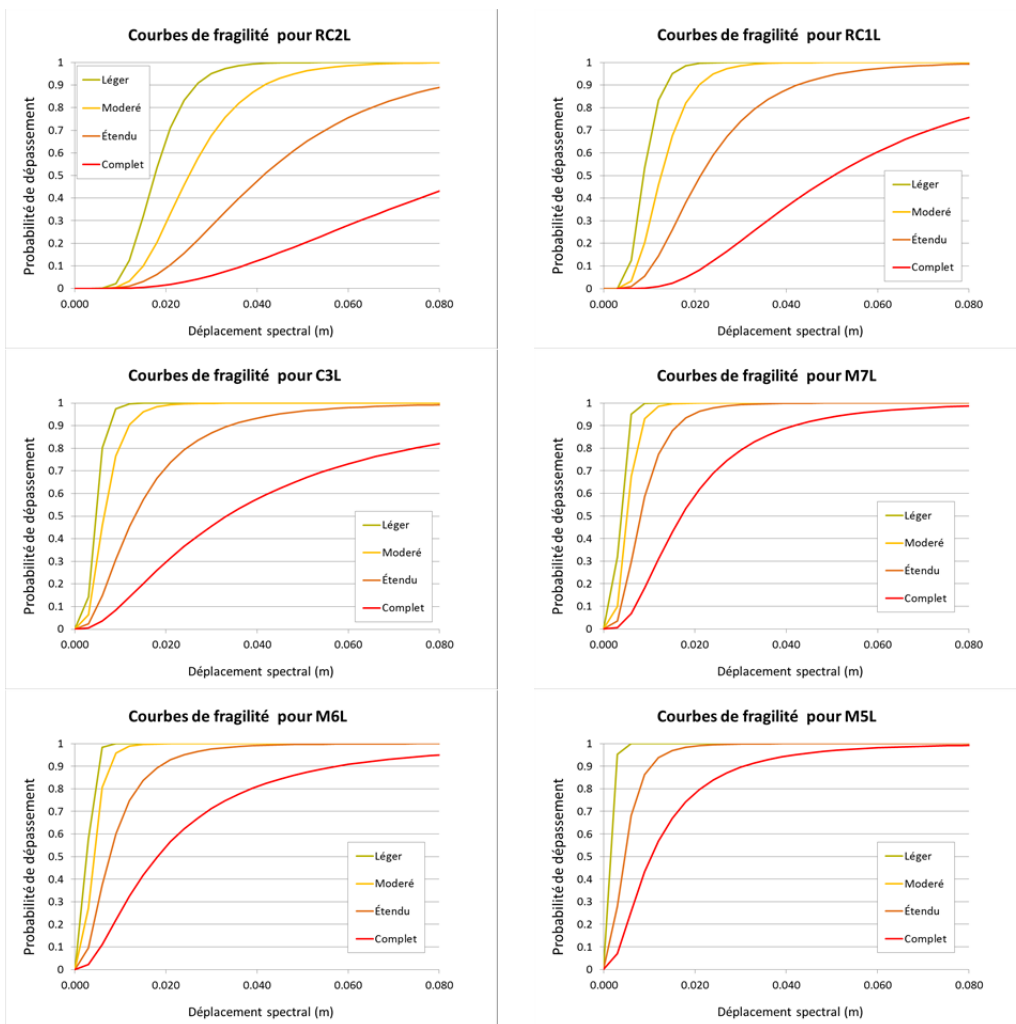 Courbes de fragilité pour RC2L
Probabilité de dépassement
1
0.9
0.8
0.7
0.6
0.5
0.4
0.3
0.2
0.1
0
Léger
Moderé
Étendu
Complet
0.000 0.020 0.040 0.060 0.080
Déplacement spectral (m)
Courbes de fragilité pour RC1L
Probabilité de dépassement
1
0.9
0.8
0.7
0.6
0.5
0.4
0.3
0.2
0.1
0
Léger
Moderé
Étendu
Complet
0.000 0.020 0.040 0.060 0.080
Déplacement spectral (m)
Courbes de fragilité pour C3L
Probabilité de dépassement
1
0.9
0.8
0.7
0.6
0.5
0.4
0.3
0.2
0.1
0
Léger
Moderé
Étendu
Complet
0.000 0.020 0.040 0.060 0.080
Déplacement spectral (m)
Courbes de fragilité pour M7L
Probabilité de dépassement
1
0.9
0.8
0.7
0.6
0.5
0.4
0.3
0.2
0.1
0
Léger
Moderé
Étendu
Complet
0.000 0.020 0.040 0.060 0.080
Déplacement spectral (m)
Courbes de fragilité pour M6L
Probabilité de dépassement
1
0.9
0.8
0.7
0.6
0.5
0.4
0.3
0.2
0.1
0
Léger
Moderé
Étendu
Complet
0.000 0.020 0.040 0.060 0.080
Déplacement spectral (m)
Courbes de fragilité pour M5L
Probabilité de dépassement
1
0.9
0.8
0.7
0.6
0.5
0.4
0.3
0.2
0.1
0
Léger
Moderé
Étendu
Complet
0.000 0.020 0.040 0.060 0.080
Déplacement spectral (m)